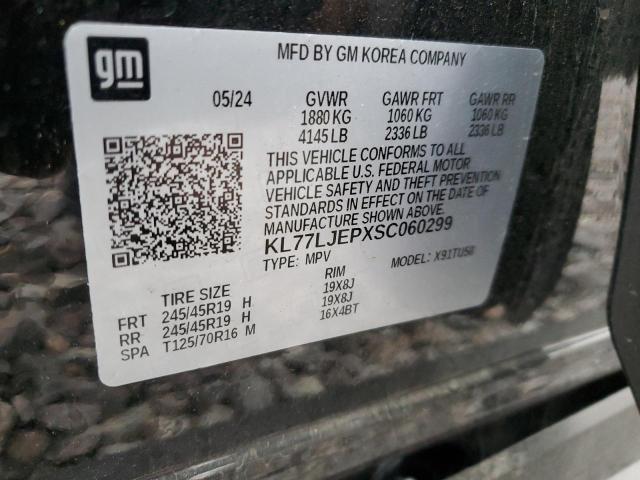 gm
MFD BY GM KOREA COMPANY
05/24 GVWR GAWR FRT GAWR RR
1880 KG 1060 KG 1060 KG
4145 LB 2336 LB 2336 LB
THIS VEHICLE CONFORMS TO ALL
APPLICABLE U.S. FEDERAL MOTOR
VEHICLE SAFETY AND THEFT PREVENTION
STANDARDS IN EFFECT ON THE DATE OF
MANUFACTURE SHOWN ABOVE.
KL77LJEPXSC060299
TYPE: MPV MODEL: X91TU58
TIRE SIZE RIM
FRT 245/45R19 H 19X8J
RR 245/45R19 H 19X8J
SPA T125/70R16 M 16X4BT